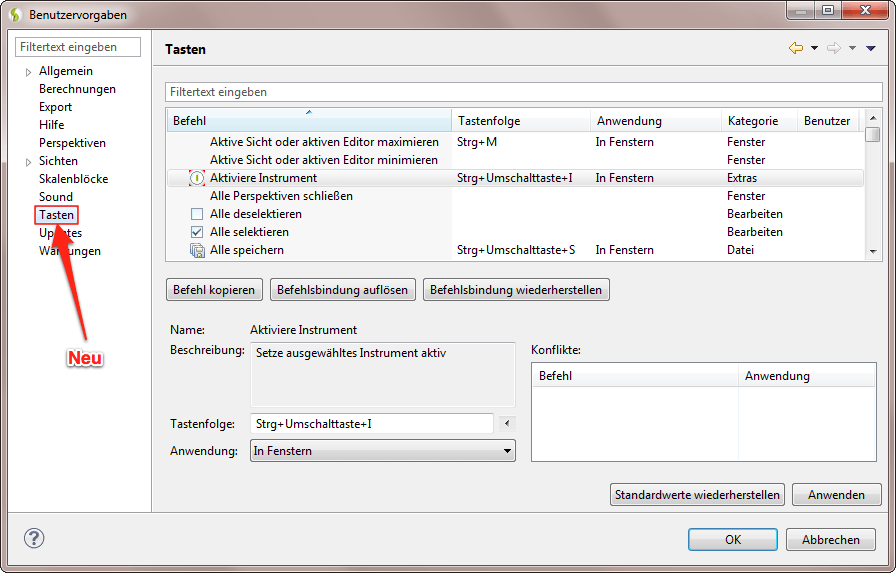 Benutzervorgaben
Filtertext eingeben
Allgemein
Berechnungen
Export
Hilfe
Perspektiven
Sichten
Skalenblöcke
Sound
Tasten
Neu
Tasten
Filtertext eingeben
Befehl Tastenfolge Anwendung Kategorie Benutzer
Aktive Sicht oder aktiven Editor maximieren Strg+M In Fenstern Fenster
Aktive Sicht oder aktiven Editor minimieren Fenster
Aktiviere Instrument Strg+Umschalttaste+I In Fenstern Extras
Alle Perspektiven schließen Fenster
Alle deselektieren Bearbeiten
Alle selektieren Bearbeiten
Alle speichern Strg+Umschalttaste+S In Fenstern Datei
Befehl kopieren Befehlsbindung auflösen Befehlsbindung wiederherstellen
Name: Aktiviere Instrument
Beschreibung: Setze ausgewähltes Instrument aktiv
Konflikte:
Befehl Anwendung
Tastenfolge: Strg+Umschalttaste+I
Anwendung: In Fenstern
Standardwerte wiederherstellen Anwenden
OK Abbrechen